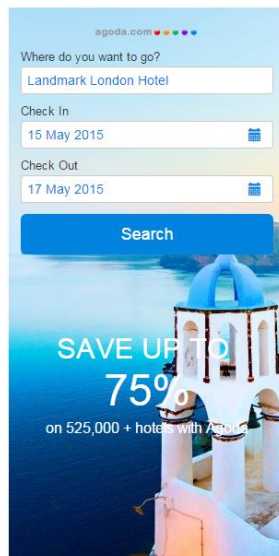 agoda.com
Where do you want to go?
Landmark London Hotel
Check In
15 May 2015
Check Out
17 May 2015
Search
SAVE UP TO
75%
on 525,000 + hotels with Agoda